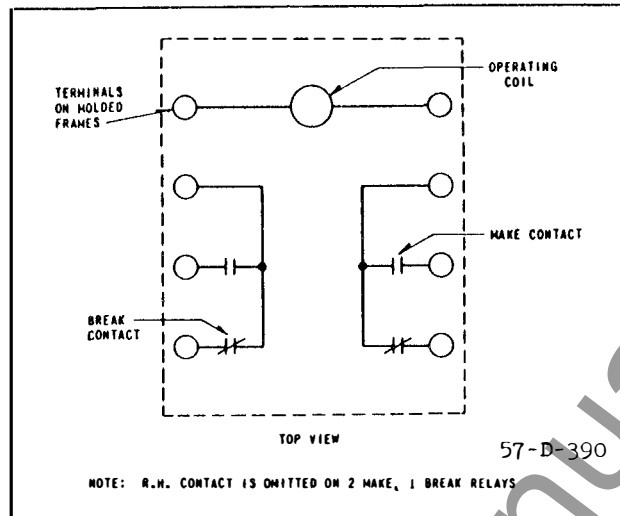 OPERATING
COIL
TERMINALS
ON MOLDED
FRAMES
MAKE CONTACT
BREAK
CONTACT
TOP VIEW
57-D-390
NOTE: R.H. CONTACT IS OMITTED ON 2 MAKE, 1 BREAK RELAYS